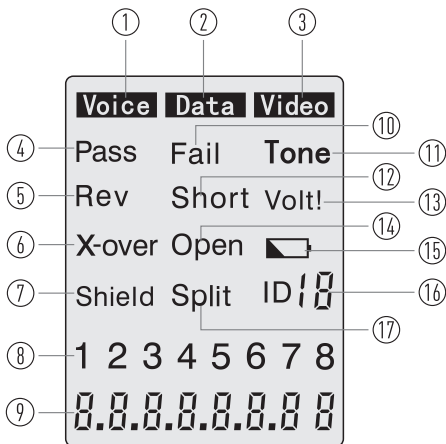 ① ② ③
Voice Data Video
④ Pass Fail ⑩ Tone ⑪
⑤ Rev Short ⑫ Volt! ⑬
⑥ X-over Open ⑭ ⑮
⑦ Shield Split ID18 ⑯
⑰
⑧ 1 2 3 4 5 6 7 8
⑨ 8.8.8.8.8.8.8 8